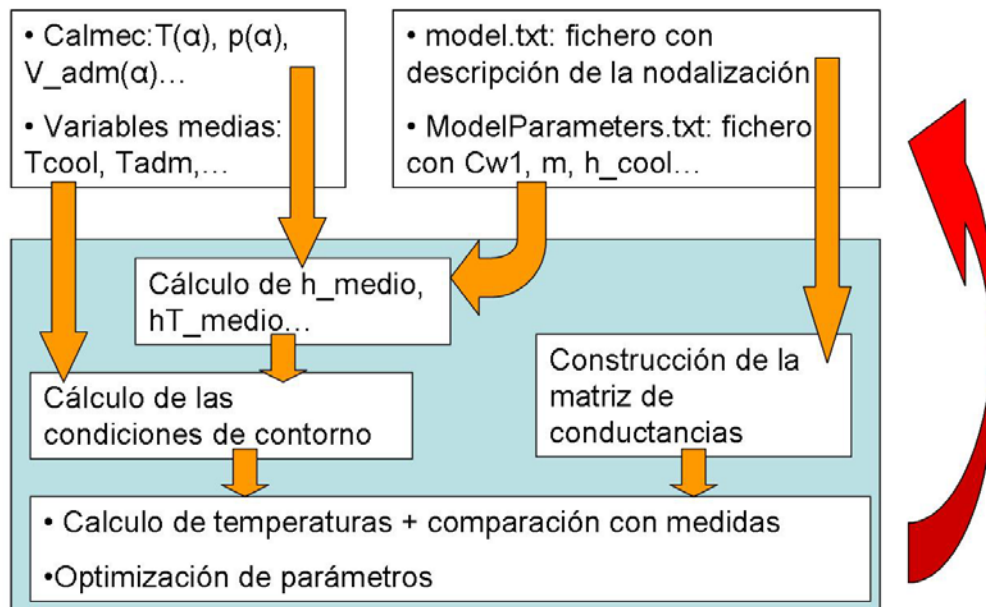 • Calmec:T(α), p(α),
V_adm(α)…
• Variables medias:
Tcool, Tadm,…
• model.txt: fichero con
descripción de la nodalización
• ModelParameters.txt: fichero
con Cw1, m, h_cool…
Cálculo de h_medio,
hT_medio…
Cálculo de las
condiciones de contorno
Construcción de la
matriz de
conductancias
• Calculo de temperaturas + comparación con medidas
•Optimización de parámetros